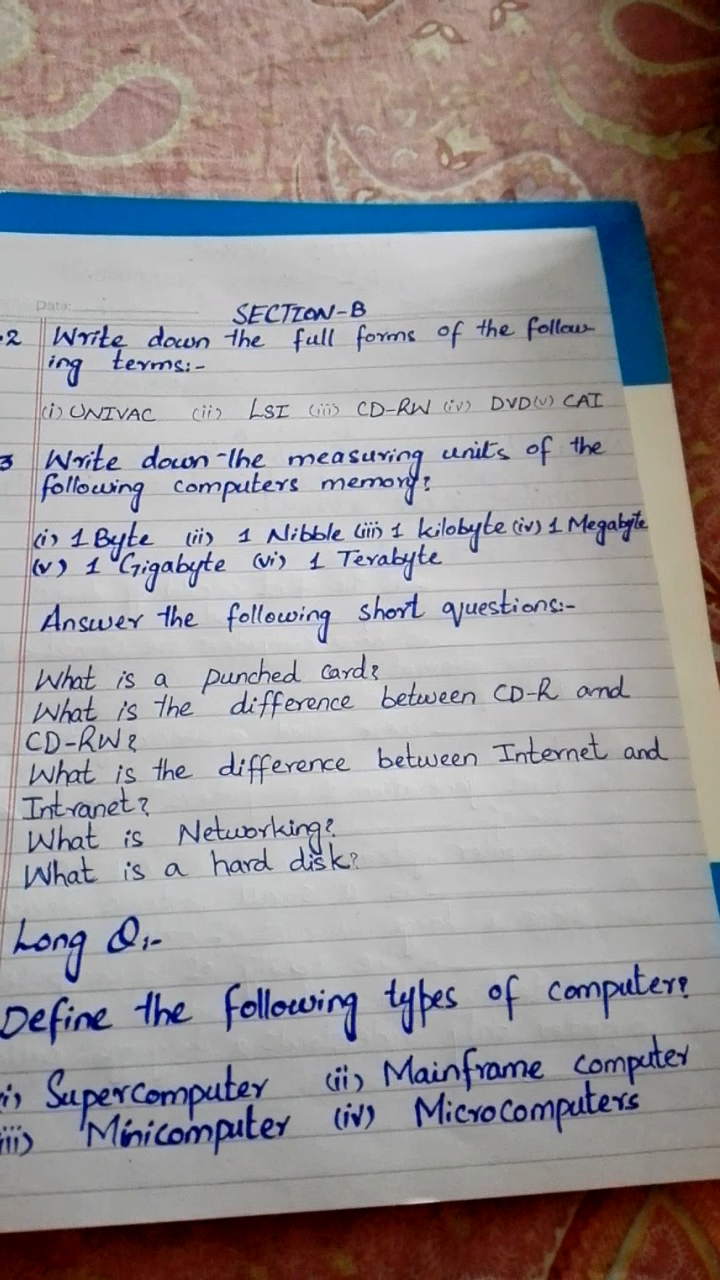 Date:
SECTION-B
.2 Write down the full forms of the follow-
ing terms:-
(i) UNIVAC (ii) LSI (iii) CD-RW (iv) DVD (v) CAI
3 Write down the measuring units of the
following computers memory?
(i) 1 Byte (ii) 1 Nibble (iii) 1 kilobyte (iv) 1 Megabyte
(v) 1 Gigabyte (vi) 1 Terabyte
Answer the following short questions:-
What is a punched card?
What is the difference between CD-R and
CD-RW?
What is the difference between Internet and
Intranet?
What is Networking?
What is a hard disk?
Long Q:-
Define the following types of computer?
i) Supercomputer (ii) Mainframe computer
iii) Minicomputer (iv) Microcomputers